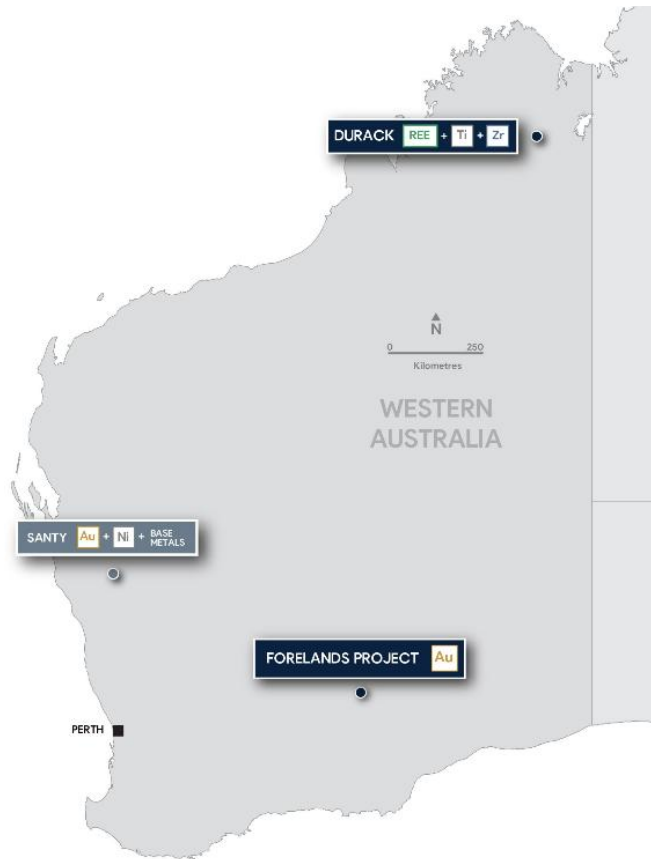 DURACK REE + Ti + Zr
N
0 250
Kilometres
WESTERN
AUSTRALIA
SANTY Au + Ni + BASE
METALS
FORELANDS PROJECT Au
PERTH